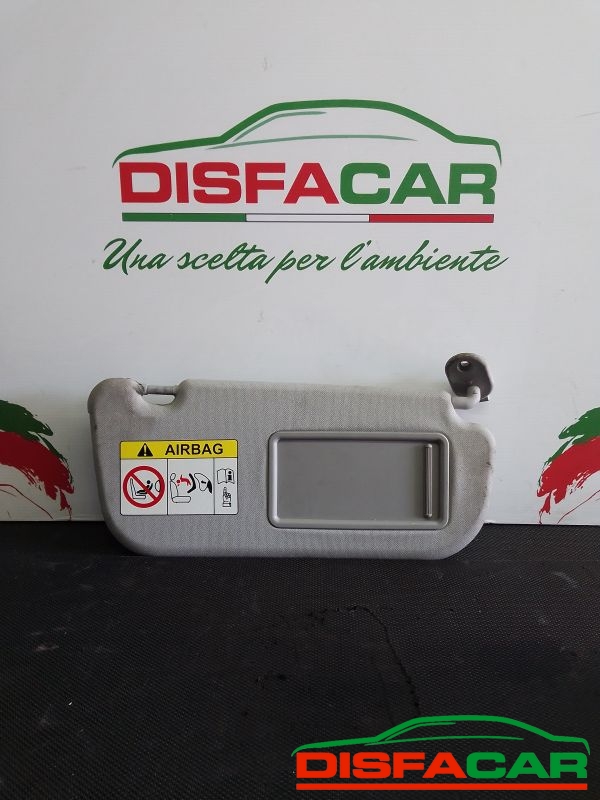 DISFACAR
Una scelta per l'ambiente
AIRBAG
DISFACAR